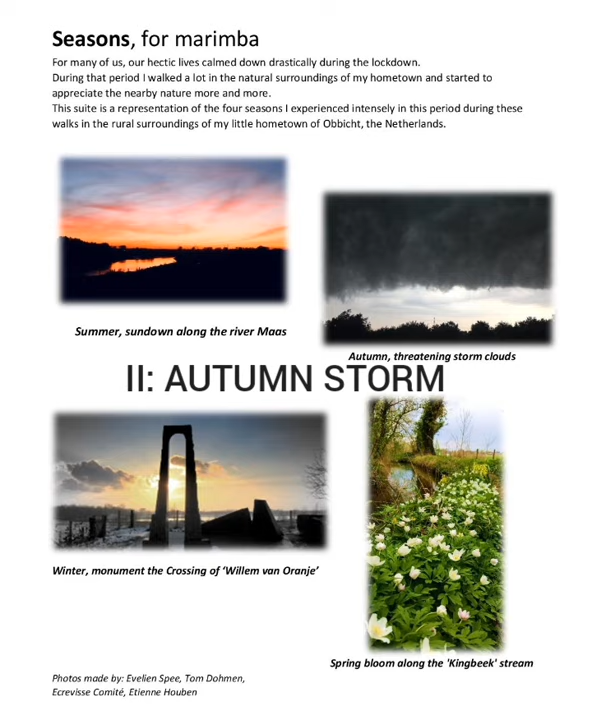 Seasons, for marimba
For many of us, our hectic lives calmed down drastically during the lockdown.
During that period I walked a lot in the natural surroundings of my hometown and started to
appreciate the nearby nature more and more.
This suite is a representation of the four seasons I experienced intensely in this period during these
walks in the rural surroundings of my little hometown of Obbicht, the Netherlands.
Summer, sundown along the river Maas
Autumn, threatening storm clouds
II: AUTUMN STORM
Winter, monument the Crossing of ‘Willem van Oranje’
Spring bloom along the 'Kingbeek' stream
Photos made by: Evelien Spee, Tom Dohmen,
Ecrevisse Comité, Etienne Houben